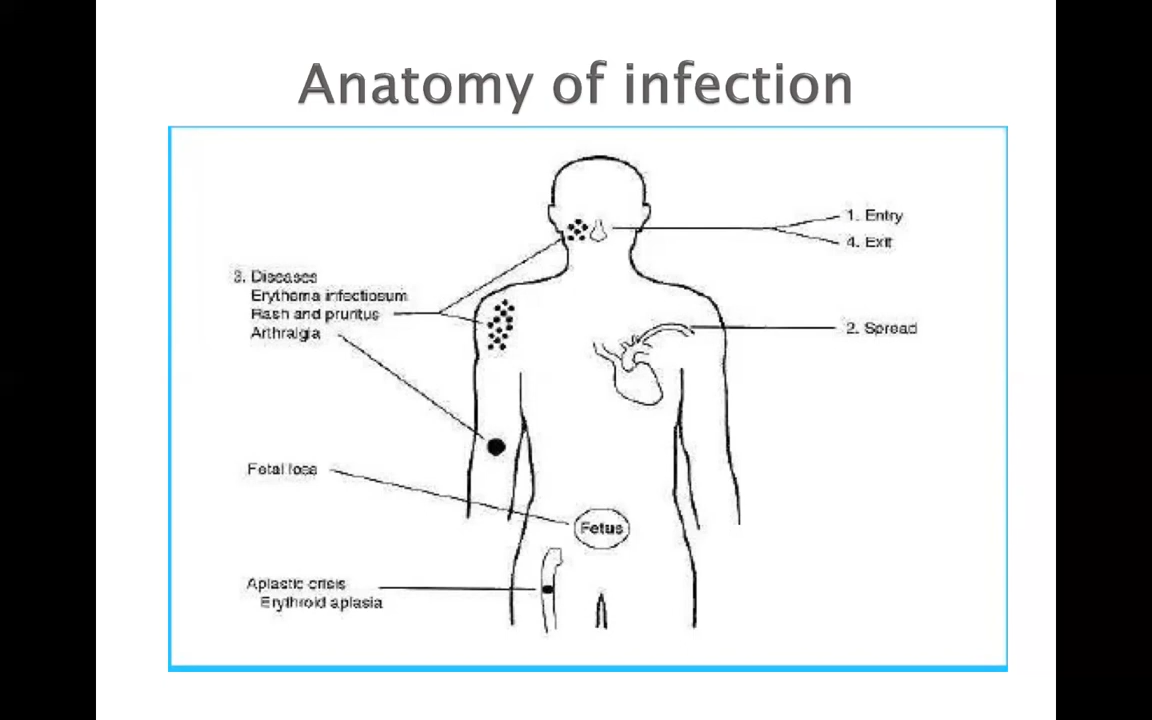 Anatomy of infection
1. Entry
4. Exit
3. Diseases
Erythema infectiosum
Rash and pruritus
Arthralgia
2. Spread
Fetal loss
Fetus
Aplastic crisis
Erythroid aplasia